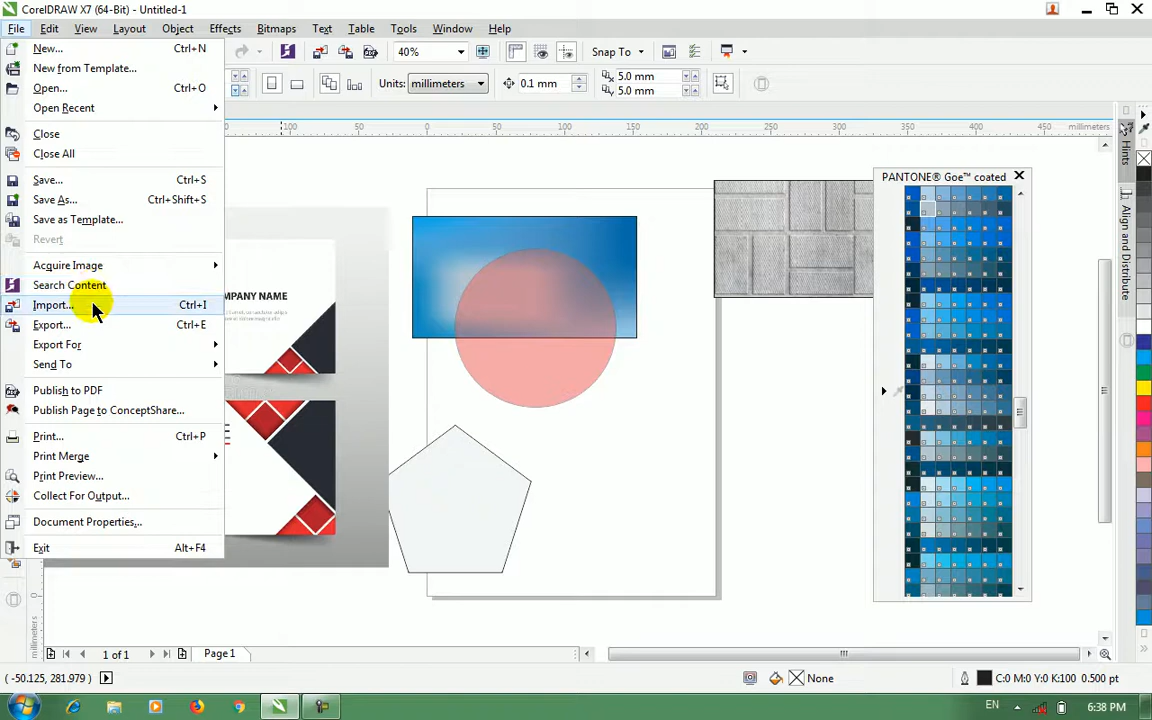 CorelDRAW X7 (64-Bit) - Untitled-1
File Edit View Layout Object Effects Bitmaps Text Table Tools Window Help
New... Ctrl+N
New from Template...
Open... Ctrl+O
Open Recent
Close
Close All
Save... Ctrl+S
Save As... Ctrl+Shift+S
Save as Template...
Revert
Acquire Image
Search Content
Import... Ctrl+I
Export... Ctrl+E
Export For
Send To
Publish to PDF
Publish Page to ConceptShare...
Print... Ctrl+P
Print Merge
Print Preview...
Collect For Output...
Document Properties...
Exit Alt+F4
40% Snap To
Units: millimeters 0.1 mm 5.0 mm
5.0 mm
100 50 0 50 100 150 200 250 300 350 400 450 millimeters
PANTONE® Goe™ coated
Hints
Align and Distribute
MPANY NAME
0
millimeters
1 of 1 Page 1
( -50.125, 281.979 ) None C:0 M:0 Y:0 K:100 0.500 pt
EN 6:38 PM